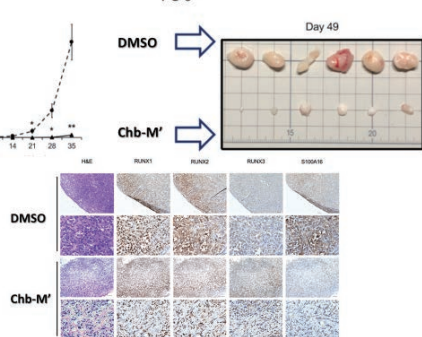 Day 49
DMSO
15 20
Chb-M'
* **
14 21 28 35
H&E RUNX1 RUNX2 RUNX3 S100A16
DMSO
Chb-M'